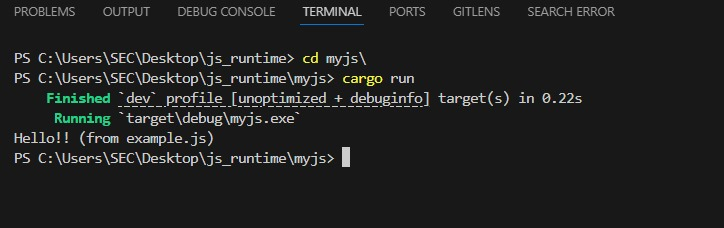 PROBLEMS OUTPUT DEBUG CONSOLE TERMINAL PORTS GITLENS SEARCH ERROR
PS C:\Users\SEC\Desktop\js_runtime> cd myjs\
PS C:\Users\SEC\Desktop\js_runtime\myjs> cargo run
Finished `dev` profile [unoptimized + debuginfo] target(s) in 0.22s
Running `target\debug\myjs.exe`
Hello!! (from example.js)
PS C:\Users\SEC\Desktop\js_runtime\myjs>